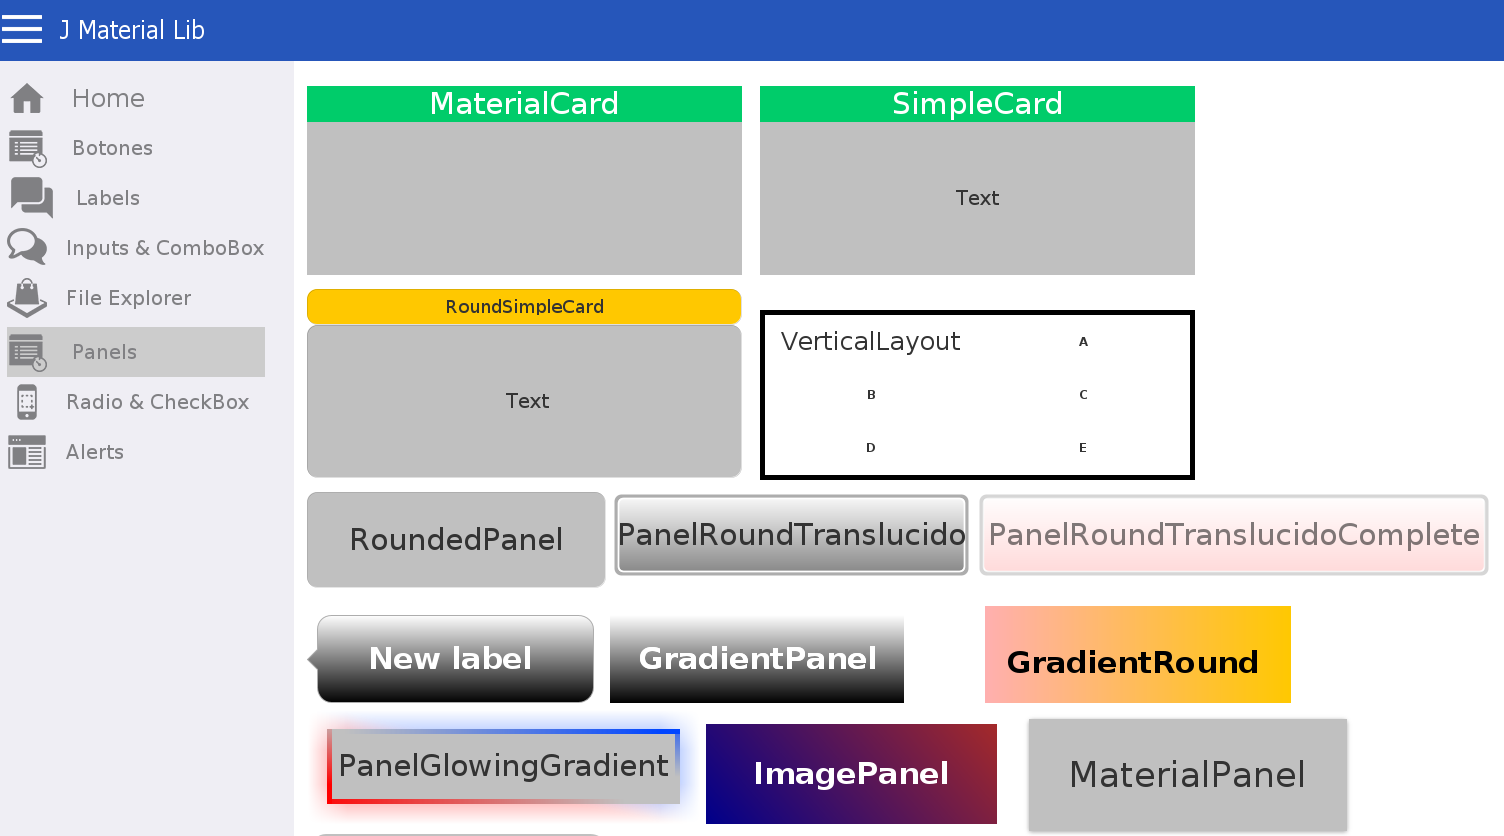 J Material Lib
Home
Botones
Labels
Inputs & ComboBox
File Explorer
Panels
Radio & CheckBox
Alerts
MaterialCard
SimpleCard
Text
RoundSimpleCard
Text
VerticalLayout
A
B
C
D
E
RoundedPanel
PanelRoundTranslucido
PanelRoundTranslucidoComplete
New label
GradientPanel
GradientRound
PanelGlowingGradient
ImagePanel
MaterialPanel